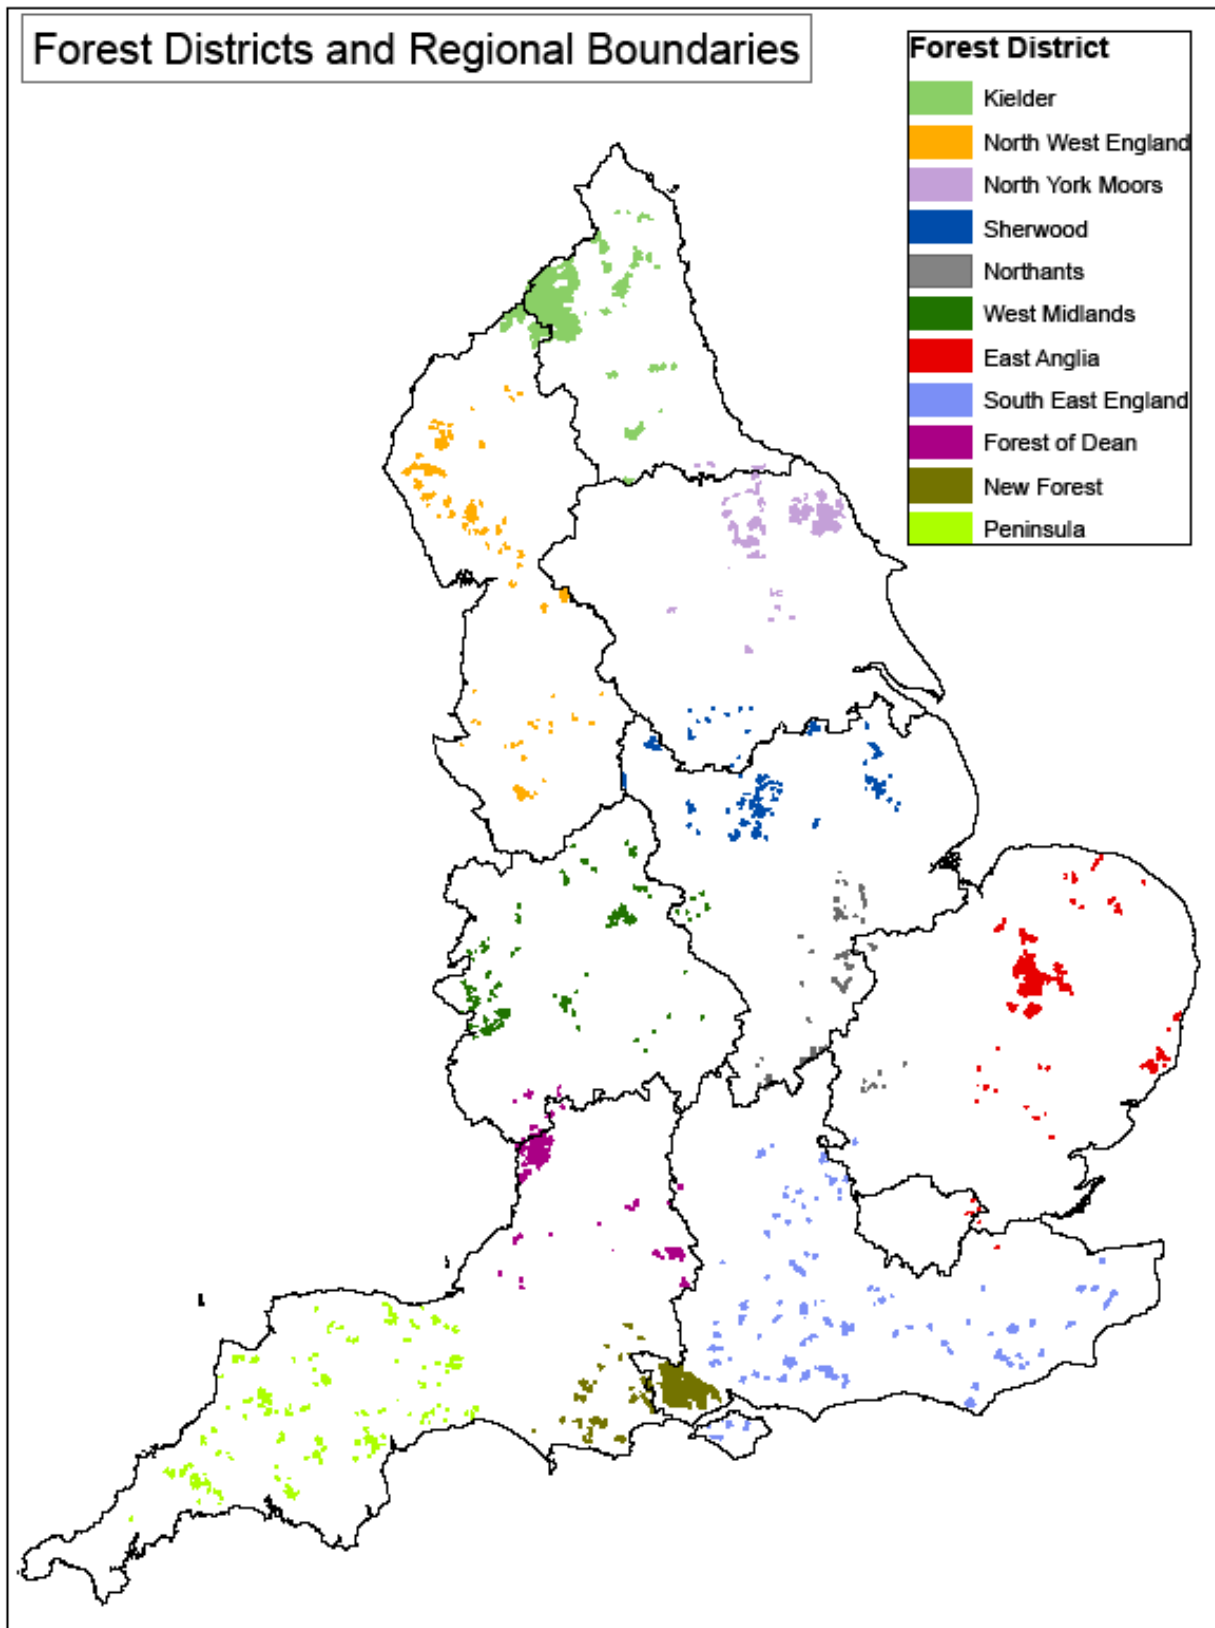 Forest Districts and Regional Boundaries
Forest District
Kielder
North West England
North York Moors
Sherwood
Northants
West Midlands
East Anglia
South East England
Forest of Dean
New Forest
Peninsula